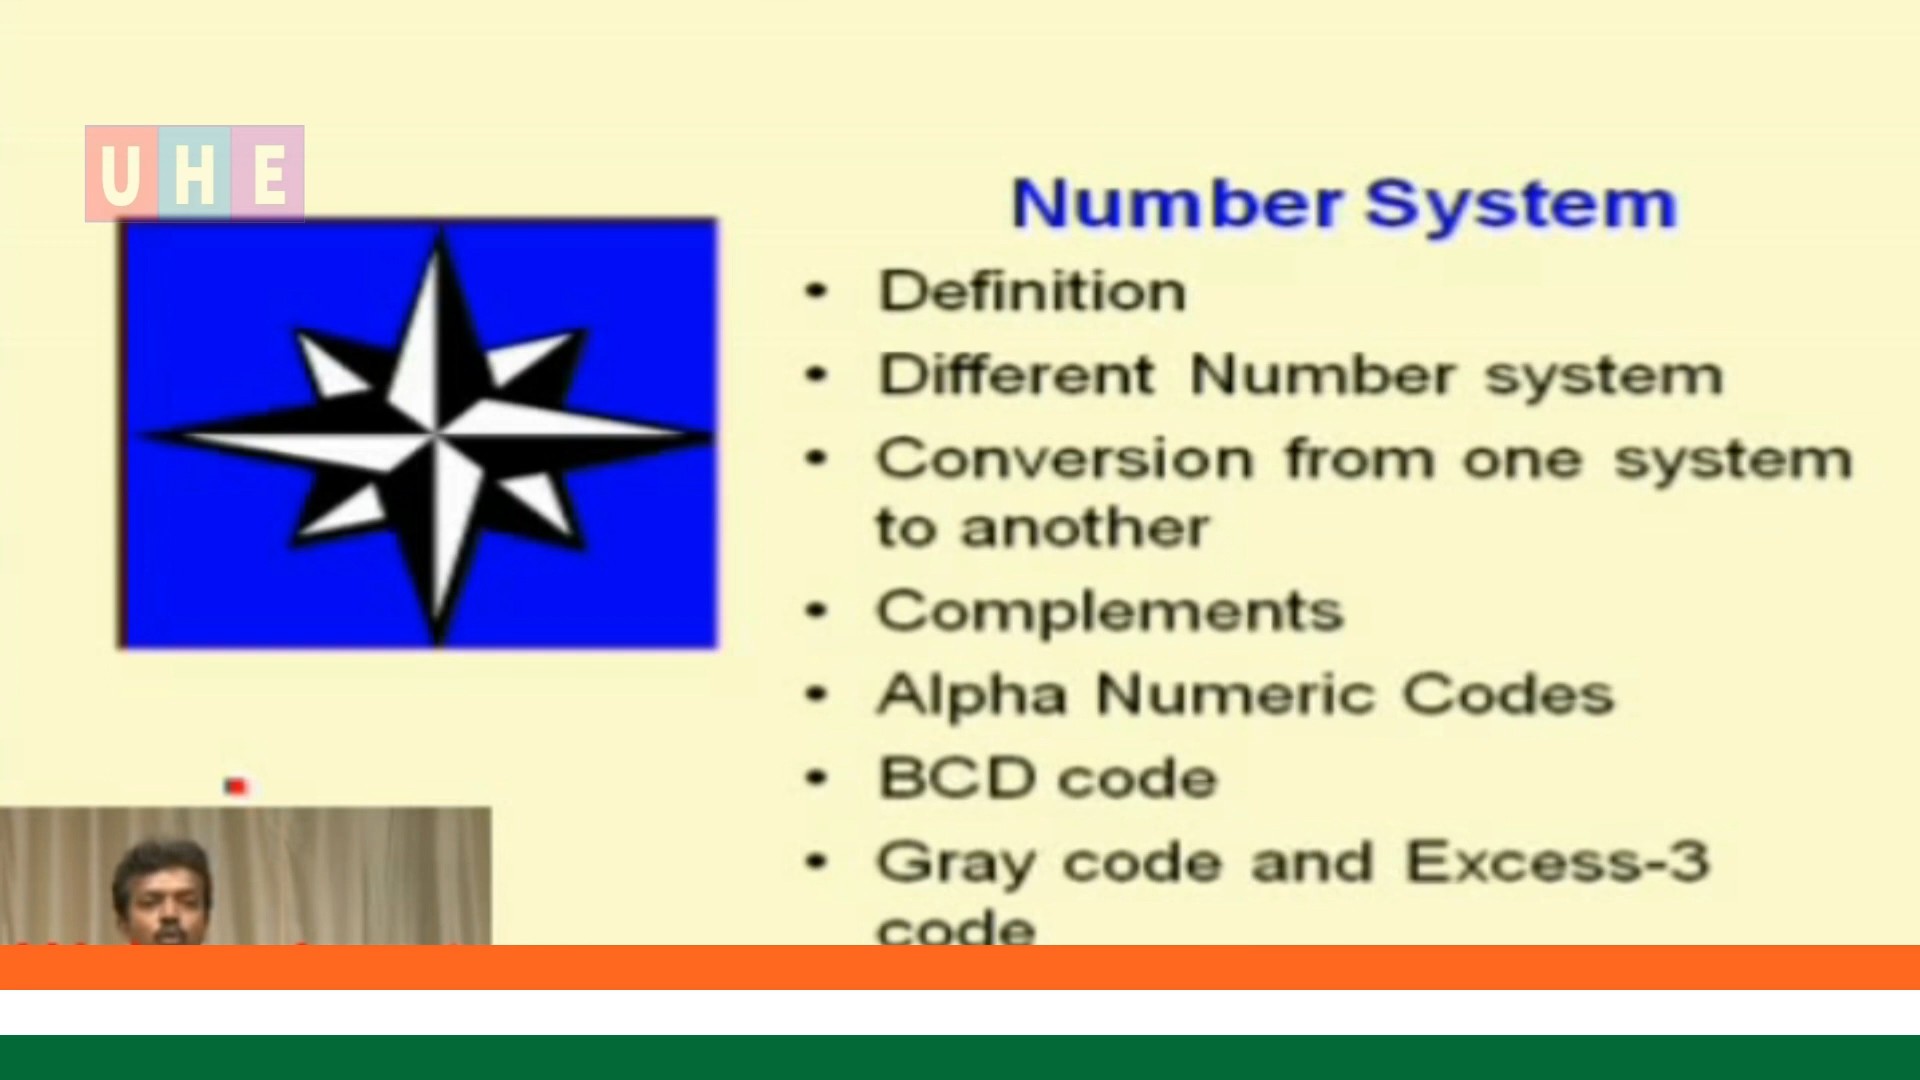 UHE
Number System
• Definition
• Different Number system
• Conversion from one system
to another
• Complements
• Alpha Numeric Codes
• BCD code
• Gray code and Excess-3
code